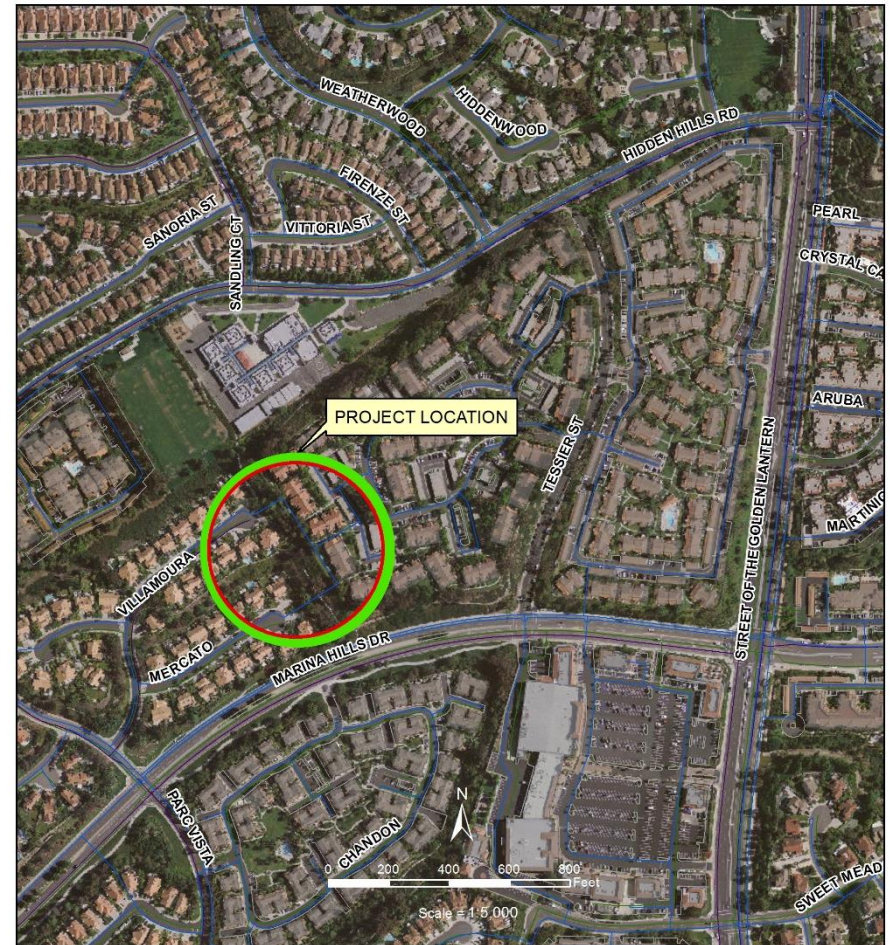 WEATHERWOOD
HIDDENWOOD
HIDDEN HILLS RD
FIRENZE ST
PEARL
SANORIA ST
VITTORIA ST
SANDLING CT
CRYSTAL CA
ARUBA
PROJECT LOCATION
TESSIER ST
STREET OF THE GOLDEN LANTERN
MARTINIQ
VILLAMOURA
MERCATO
MARINA HILLS DR
PARC VISTA
CHANDON
N
0 200 400 600 800
Feet
Scale = 1:5,000
SWEET MEAD